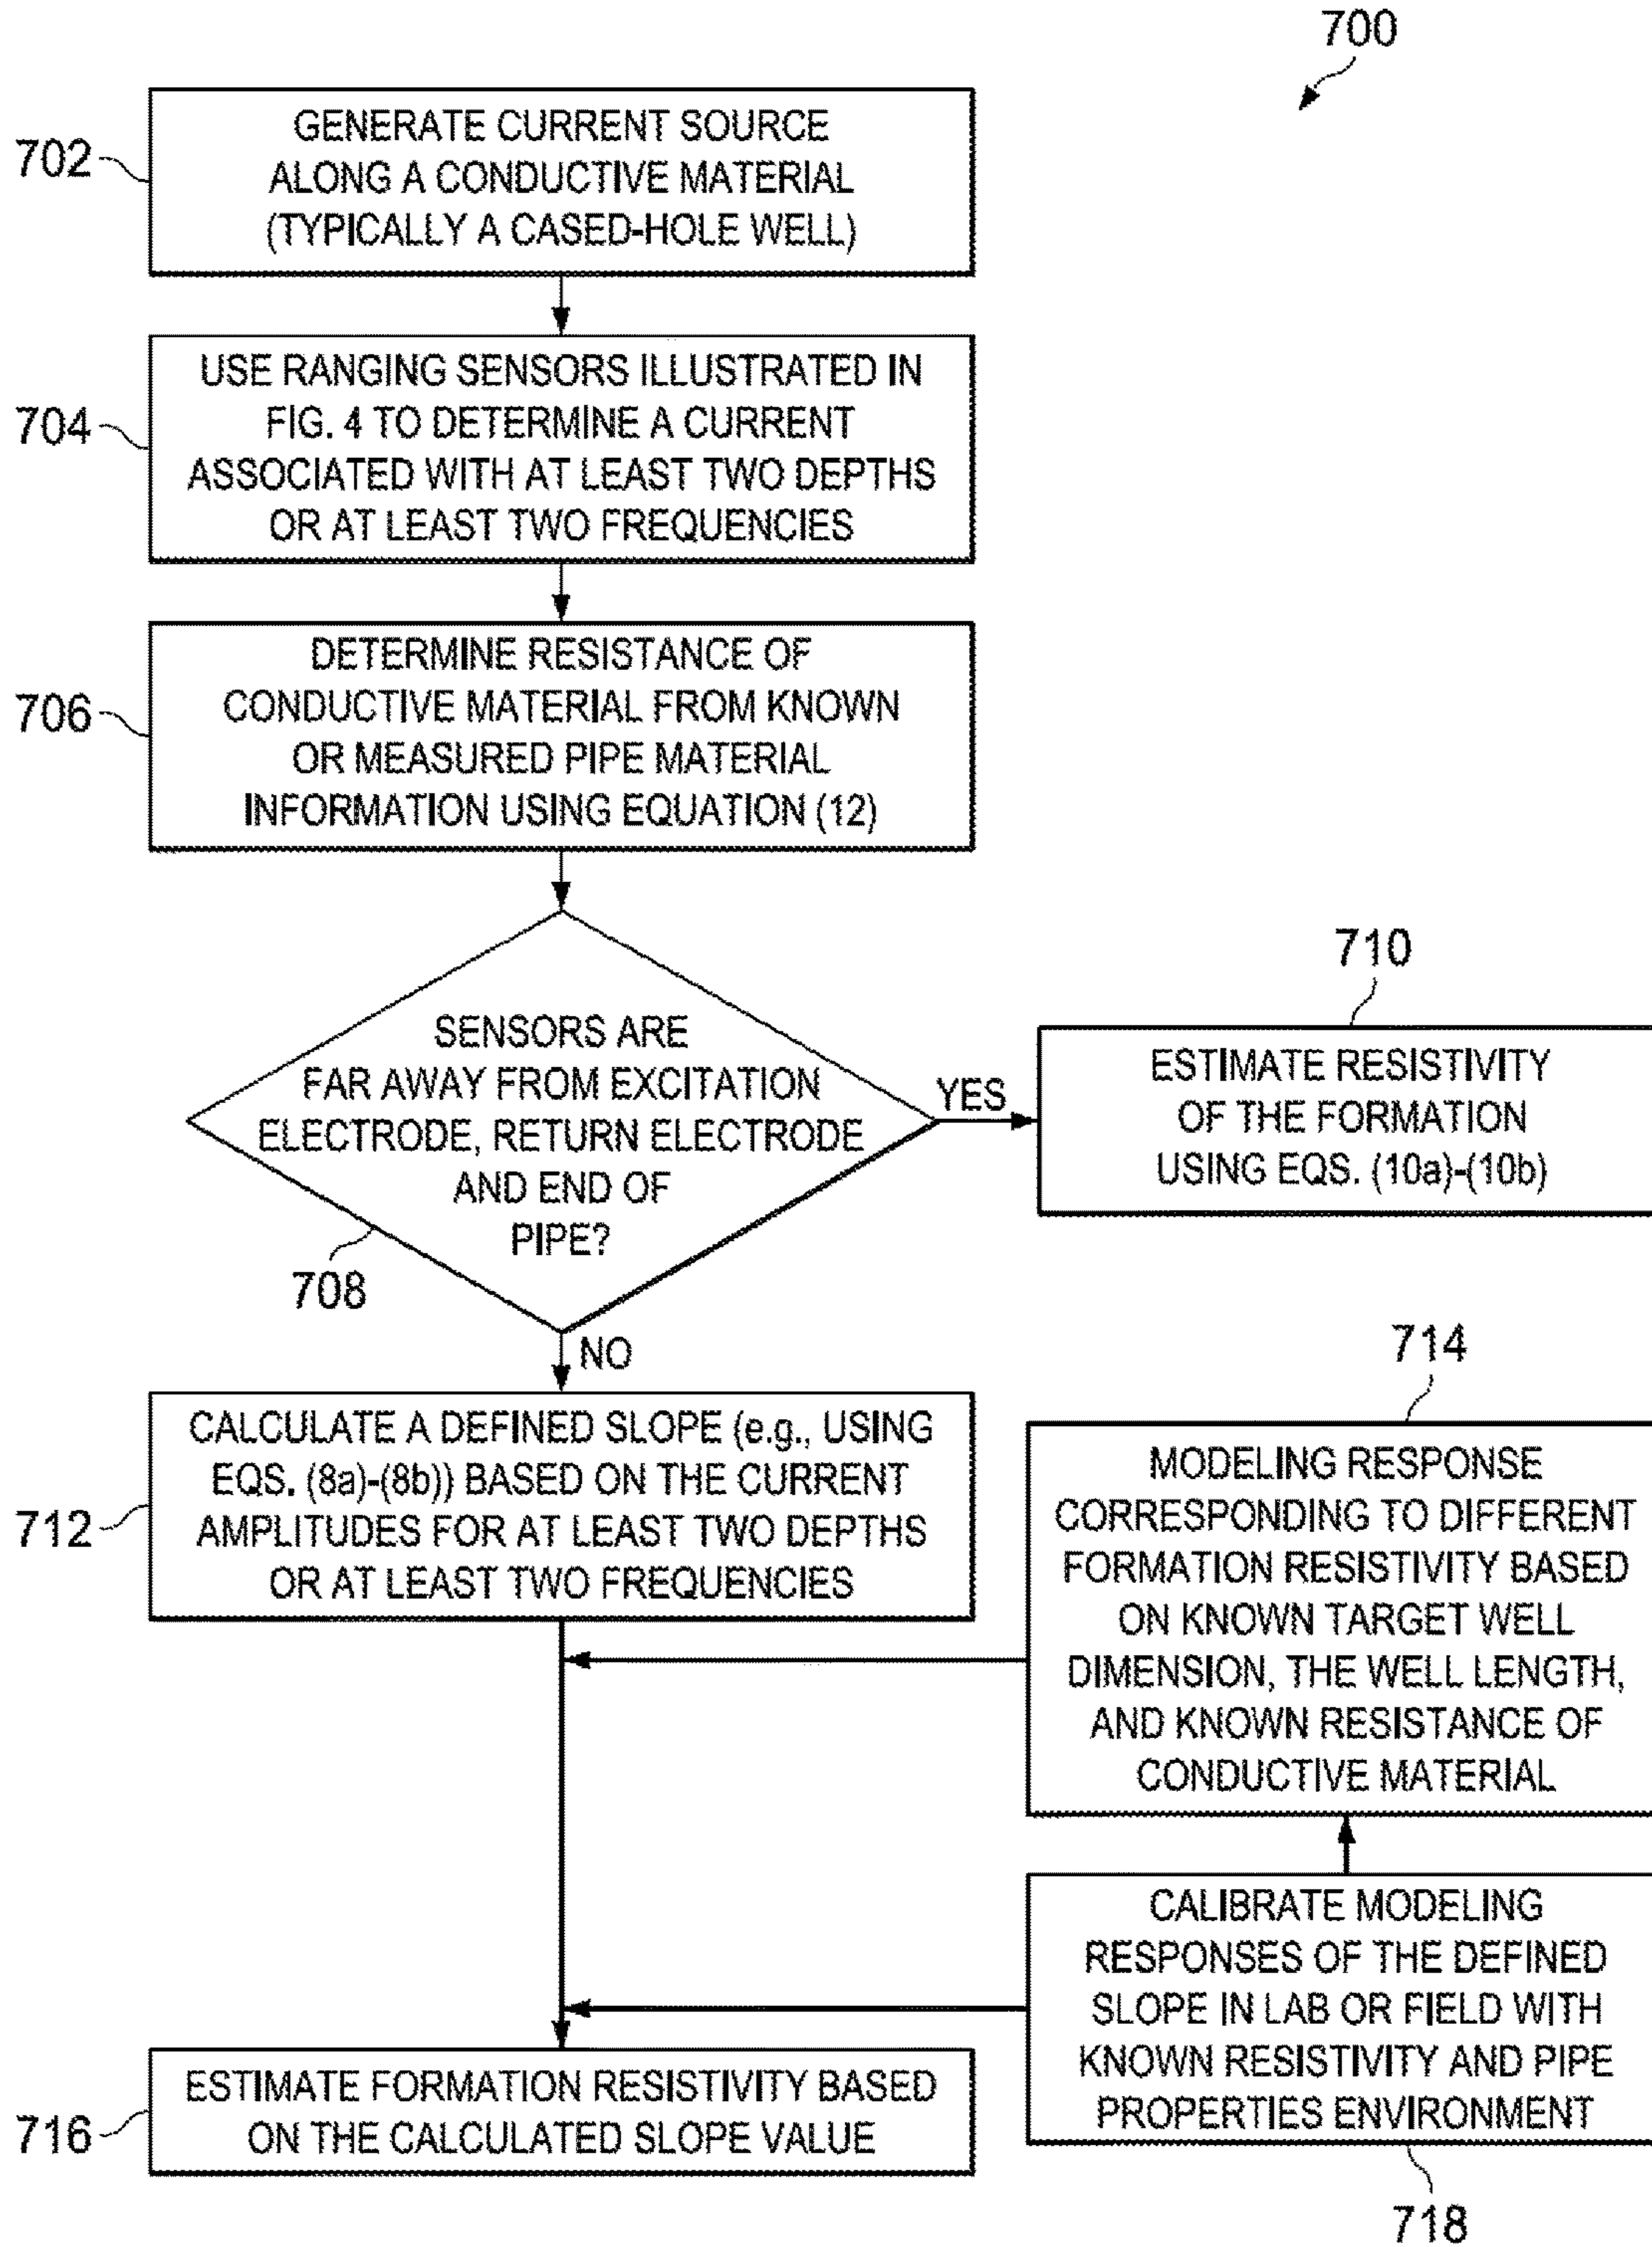 700
702
GENERATE CURRENT SOURCE
ALONG A CONDUCTIVE MATERIAL
(TYPICALLY A CASED-HOLE WELL)
704
USE RANGING SENSORS ILLUSTRATED IN
FIG. 4 TO DETERMINE A CURRENT
ASSOCIATED WITH AT LEAST TWO DEPTHS
OR AT LEAST TWO FREQUENCIES
706
DETERMINE RESISTANCE OF
CONDUCTIVE MATERIAL FROM KNOWN
OR MEASURED PIPE MATERIAL
INFORMATION USING EQUATION (12)
SENSORS ARE
FAR AWAY FROM EXCITATION
ELECTRODE, RETURN ELECTRODE
AND END OF
PIPE?
708
YES
710
ESTIMATE RESISTIVITY
OF THE FORMATION
USING EQS. (10a)-(10b)
NO
712
CALCULATE A DEFINED SLOPE (e.g., USING
EQS. (8a)-(8b)) BASED ON THE CURRENT
AMPLITUDES FOR AT LEAST TWO DEPTHS
OR AT LEAST TWO FREQUENCIES
714
MODELING RESPONSE
CORRESPONDING TO DIFFERENT
FORMATION RESISTIVITY BASED
ON KNOWN TARGET WELL
DIMENSION, THE WELL LENGTH,
AND KNOWN RESISTANCE OF
CONDUCTIVE MATERIAL
CALIBRATE MODELING
RESPONSES OF THE DEFINED
SLOPE IN LAB OR FIELD WITH
KNOWN RESISTIVITY AND PIPE
PROPERTIES ENVIRONMENT
718
716
ESTIMATE FORMATION RESISTIVITY BASED
ON THE CALCULATED SLOPE VALUE